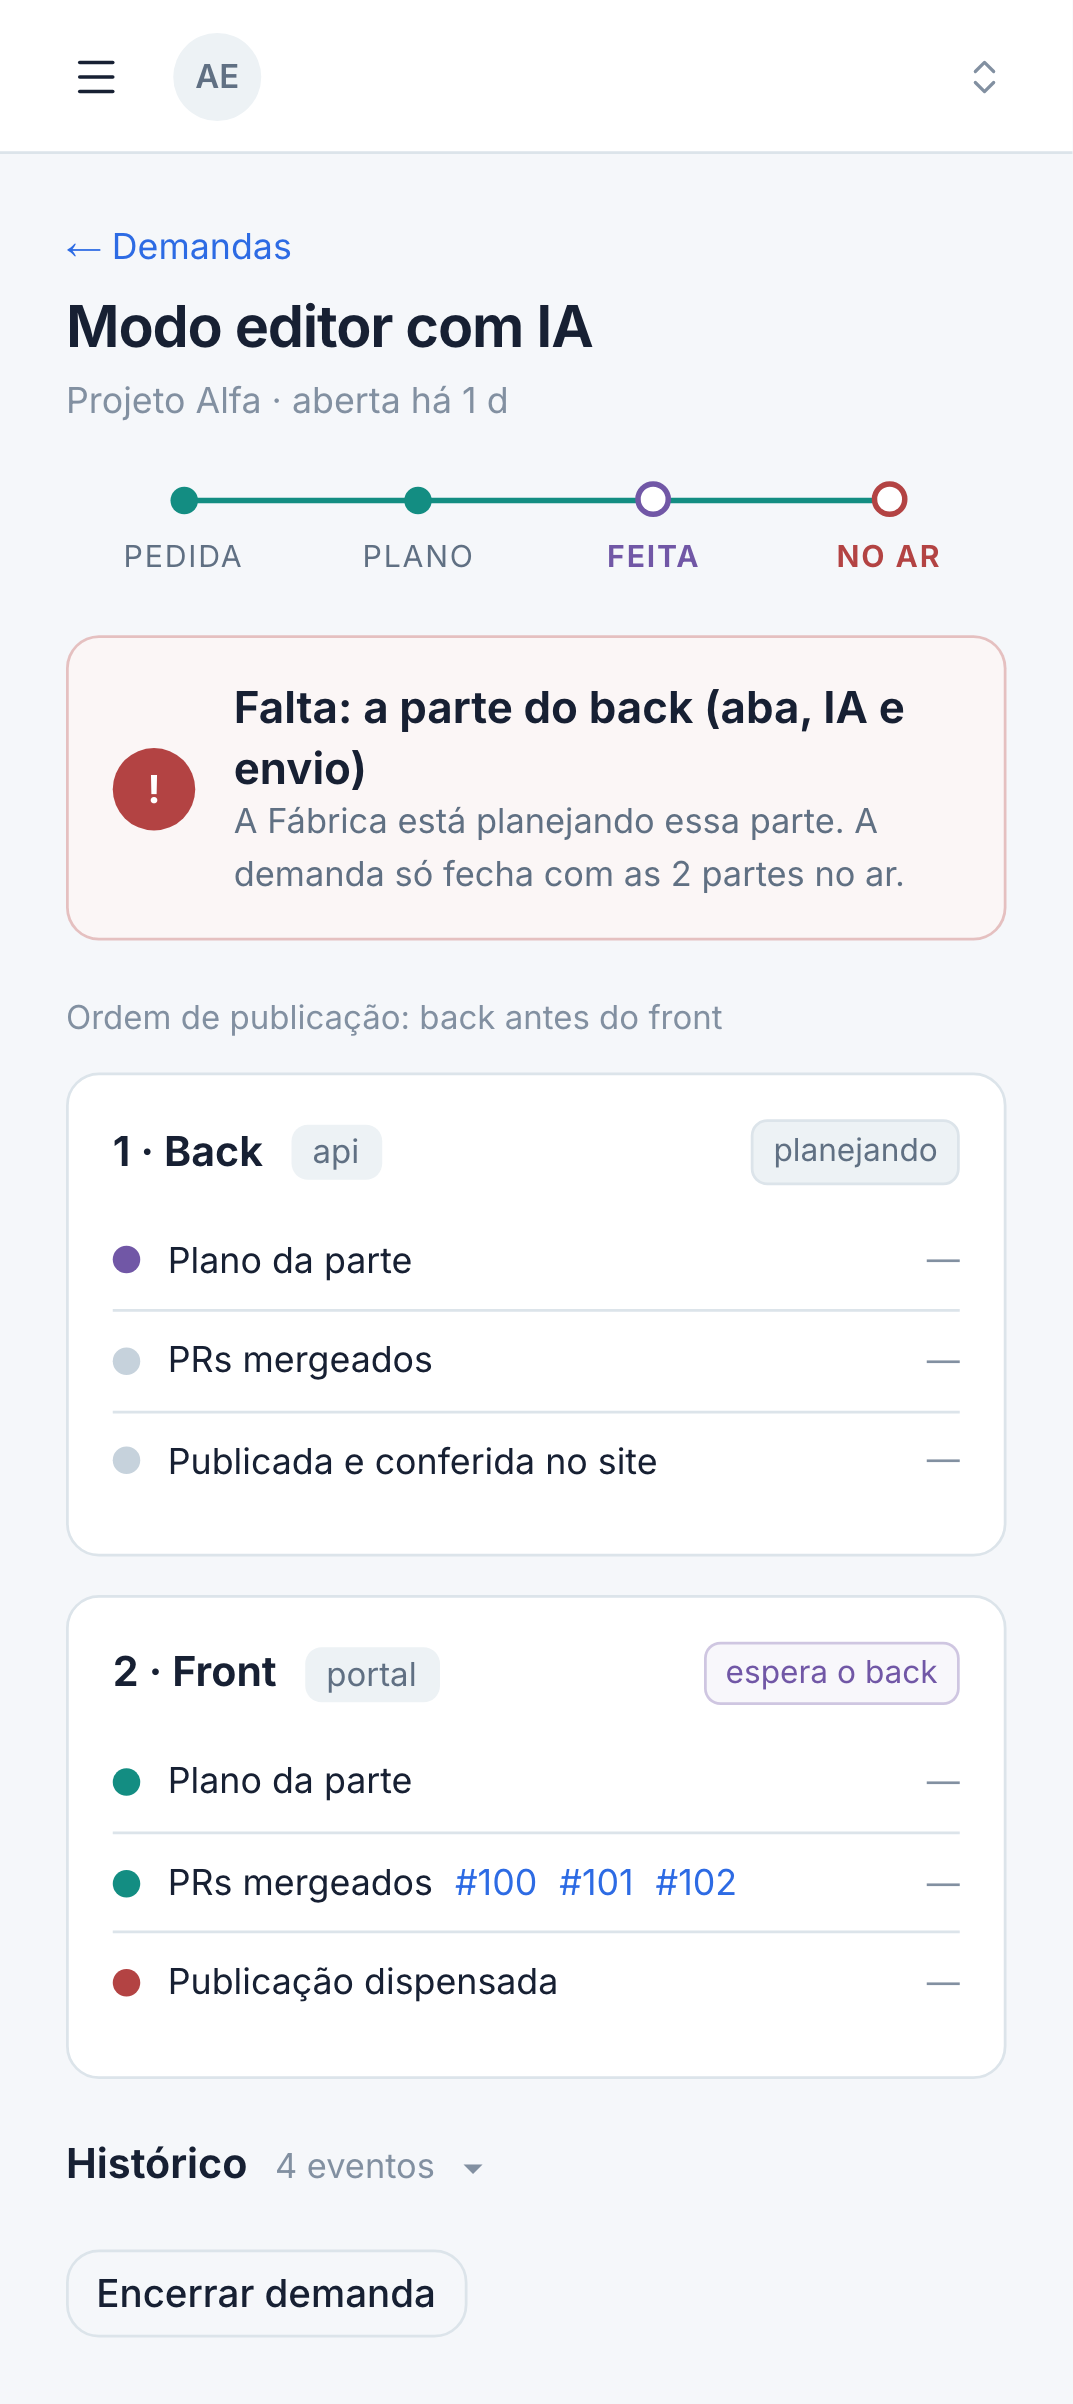 AE
← Demandas
Modo editor com IA
Projeto Alfa · aberta há 1 d
PEDIDA PLANO FEITA NO AR
!
Falta: a parte do back (aba, IA e
envio)
A Fábrica está planejando essa parte. A
demanda só fecha com as 2 partes no ar.
Ordem de publicação: back antes do front
1 · Back api planejando
Plano da parte —
PRs mergeados —
Publicada e conferida no site —
2 · Front portal espera o back
Plano da parte —
PRs mergeados #100 #101 #102 —
Publicação dispensada —
Histórico 4 eventos
Encerrar demanda